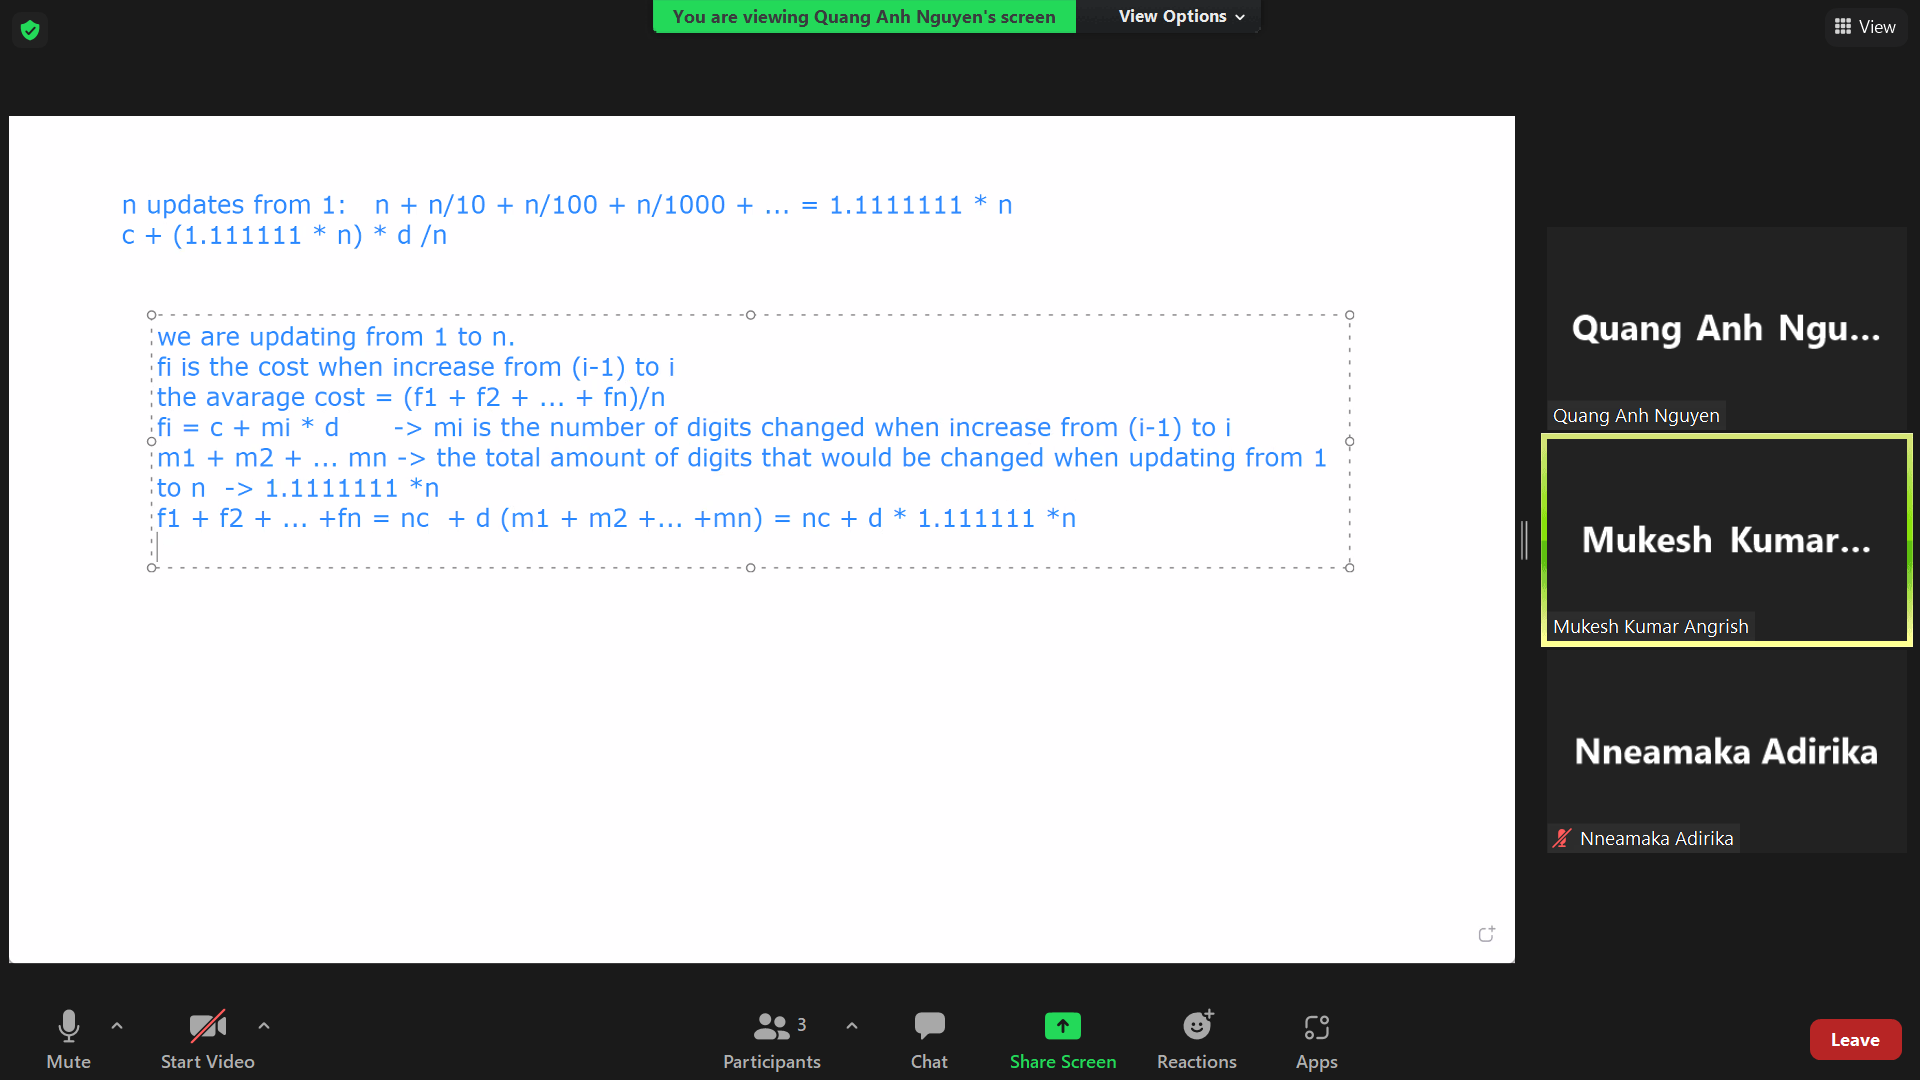 You are viewing Quang Anh Nguyen's screen
View Options
View
n updates from 1: n + n/10 + n/100 + n/1000 + ... = 1.1111111 * n
c + (1.111111 * n) * d /n
we are updating from 1 to n.
fi is the cost when increase from (i-1) to i
the avarage cost = (f1 + f2 + ... + fn)/n
fi = c + mi * d -> mi is the number of digits changed when increase from (i-1) to i
m1 + m2 + ... mn -> the total amount of digits that would be changed when updating from 1
to n -> 1.1111111 *n
f1 + f2 + ... +fn = nc + d (m1 + m2 +... +mn) = nc + d * 1.111111 *n
Quang Anh Ngu...
Quang Anh Nguyen
Mukesh Kumar...
Mukesh Kumar Angrish
Nneamaka Adirika
Nneamaka Adirika
Mute
Start Video
3
Participants
Chat
Share Screen
Reactions
Apps
Leave